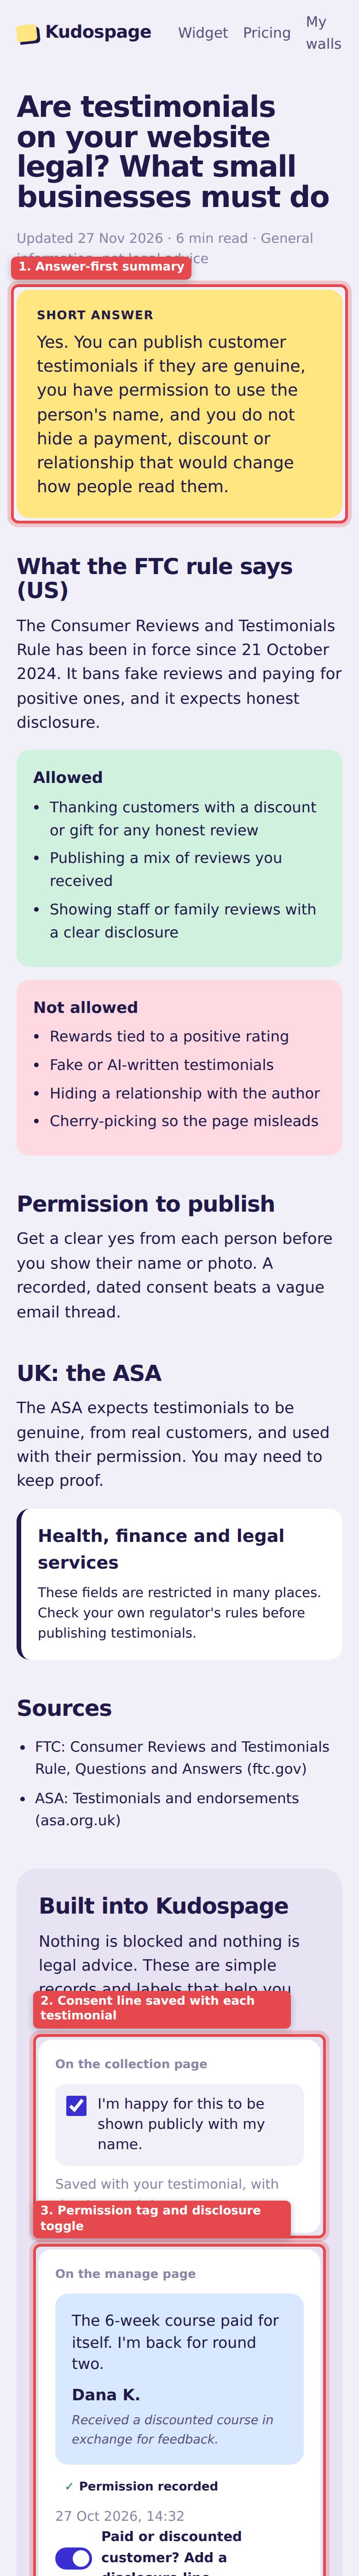 Kudospage
Widget
Pricing
My
walls
Are testimonials
on your website
legal? What small
businesses must do
Updated 27 Nov 2026 · 6 min read · General
1. Answer-first summary
SHORT ANSWER
Yes. You can publish customer
testimonials if they are genuine,
you have permission to use the
person's name, and you do not
hide a payment, discount or
relationship that would change
how people read them.
What the FTC rule says
(US)
The Consumer Reviews and Testimonials
Rule has been in force since 21 October
2024. It bans fake reviews and paying for
positive ones, and it expects honest
disclosure.
Allowed
• Thanking customers with a discount
or gift for any honest review
• Publishing a mix of reviews you
received
• Showing staff or family reviews with
a clear disclosure
Not allowed
• Rewards tied to a positive rating
• Fake or AI-written testimonials
• Hiding a relationship with the author
• Cherry-picking so the page misleads
Permission to publish
Get a clear yes from each person before
you show their name or photo. A
recorded, dated consent beats a vague
email thread.
UK: the ASA
The ASA expects testimonials to be
genuine, from real customers, and used
with their permission. You may need to
keep proof.
Health, finance and legal
services
These fields are restricted in many places.
Check your own regulator's rules before
publishing testimonials.
Sources
• FTC: Consumer Reviews and Testimonials
Rule, Questions and Answers (ftc.gov)
• ASA: Testimonials and endorsements
(asa.org.uk)
Built into Kudospage
Nothing is blocked and nothing is
legal advice. These are simple
records and labels that help you
2. Consent line saved with each
testimonial
On the collection page
I'm happy for this to be
shown publicly with my
name.
Saved with your testimonial, with
3. Permission tag and disclosure
toggle
On the manage page
The 6-week course paid for
itself. I'm back for round
two.
Dana K.
Received a discounted course in
exchange for feedback.
✓ Permission recorded
27 Oct 2026, 14:32
Paid or discounted
customer? Add a
disclosure line